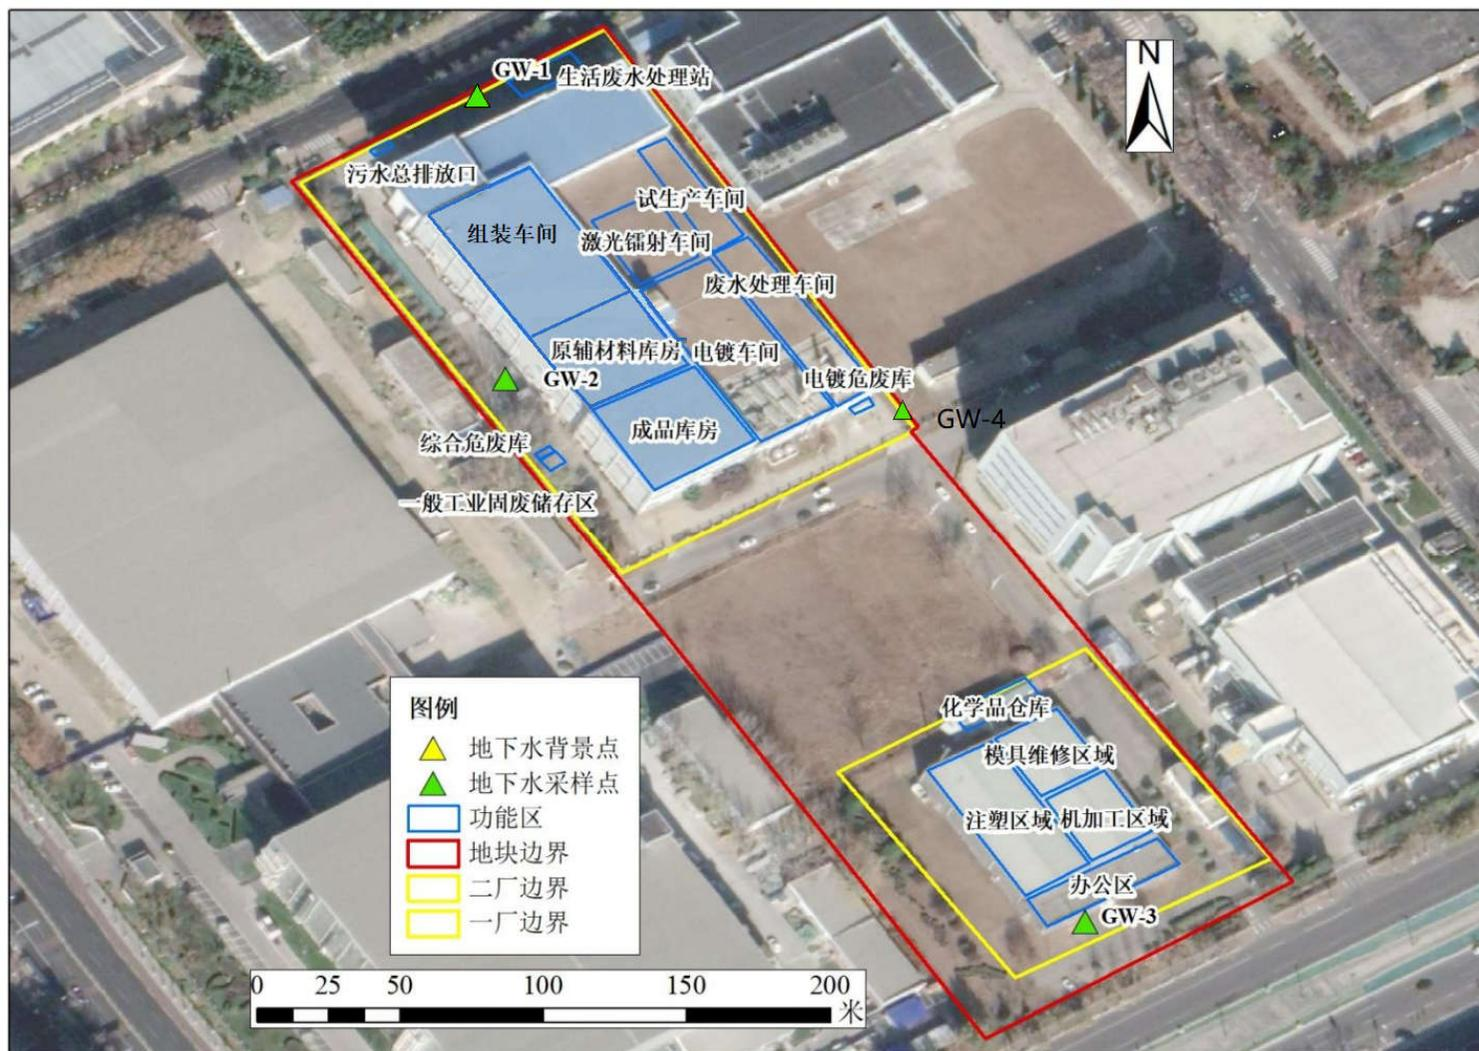 N
GW-1
生活废水处理站
污水总排放口
试生产车间
组装车间
激光镭射车间
废水处理车间
原辅材料库房
电镀车间
GW-2
电镀危废库
GW-4
成品库房
综合危废库
一般工业固废储存区
化学品仓库
模具维修区域
注塑区域
机加工区域
办公区
GW-3
图例
地下水背景点
地下水采样点
功能区
地块边界
二厂边界
一厂边界
0 25 50 100 150 200
米